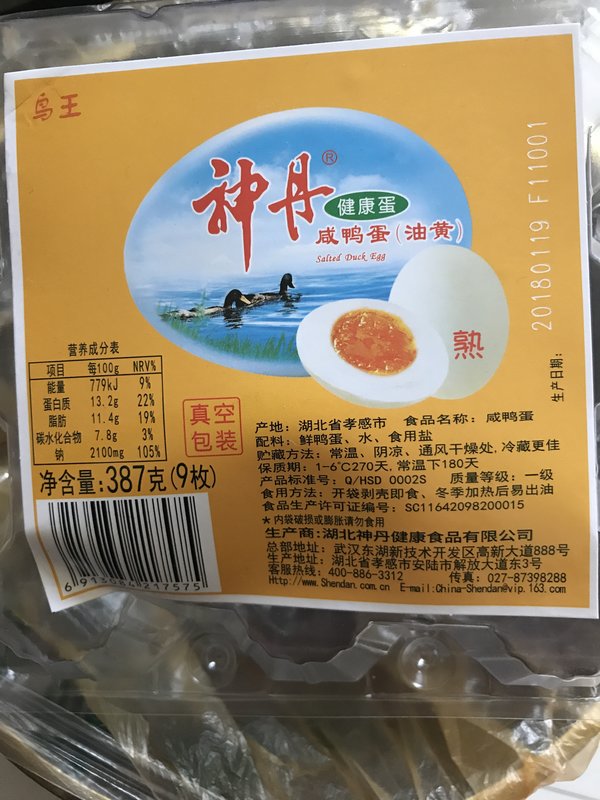 鸟王
神丹®
健康蛋
咸鸭蛋(油黄)
Salted Duck Egg
熟
生产日期: 20180119 F11001
营养成分表
项目 每100g NRV%
能量 779kJ 9%
蛋白质 13.2g 22%
脂肪 11.4g 19%
碳水化合物 7.8g 3%
钠 2100mg 105%
真空
包装
净含量:387克(9枚)
产地: 湖北省孝感市 食品名称: 咸鸭蛋
配料: 鲜鸭蛋、水、食用盐
贮藏方法: 常温、阴凉、通风干燥处,冷藏更佳
保质期: 1-6℃270天,常温下180天
产品标准号: Q/HSD 0002S 质量等级: 一级
食用方法: 开袋剥壳即食、冬季加热后易出油
食品生产许可证编号: SC11642098200015
*内袋破损或膨胀请勿食用
生产商:湖北神丹健康食品有限公司
总部地址: 武汉东湖新技术开发区高新大道888号
生产地址: 湖北省孝感市安陆市解放大道东3号
客服热线: 400-886-3312 传真: 027-87398288
Http://www.Shendan.com.cn E-mail:China-Shendan@vip.163.com